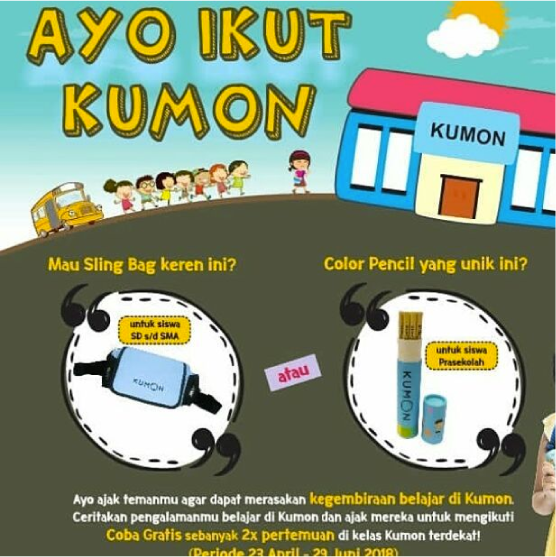 AYO IKUT
KUMON
KUMON
Mau Sling Bag keren ini?
Color Pencil yang unik ini?
untuk siswa
SD s/d SMA
KUMON
atau
untuk siswa
Prasekolah
KUMON
Ayo ajak temanmu agar dapat merasakan kegembiraan belajar di Kumon.
Ceritakan pengalamanmu belajar di Kumon dan ajak mereka untuk mengikuti
Coba Gratis sebanyak 2x pertemuan di kelas Kumon terdekat!
(Periode 23 April - 29 Juni 2018)